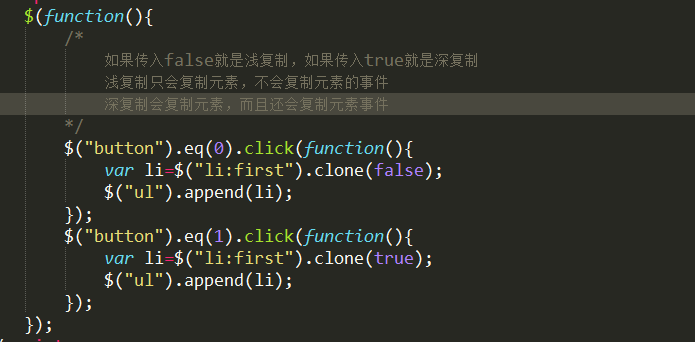 $(function(){
/*
如果传入false就是浅复制，如果传入true就是深复制
浅复制只会复制元素，不会复制元素的事件
深复制会复制元素，而且还会复制元素事件
*/
$("button").eq(0).click(function(){
var li=$("li:first").clone(false);
$("ul").append(li);
});
$("button").eq(1).click(function(){
var li=$("li:first").clone(true);
$("ul").append(li);
});
});